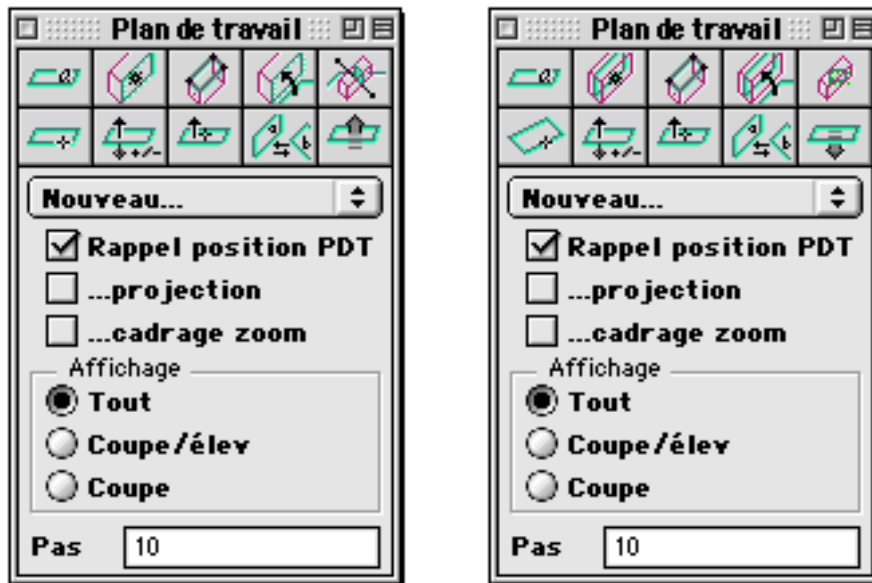 Plan de travail
Nouveau...
Rappel position PDT
...projection
...cadrage zoom
Affichage
Tout
Coupe/élev
Coupe
Pas 10
Plan de travail
Nouveau...
Rappel position PDT
...projection
...cadrage zoom
Affichage
Tout
Coupe/élev
Coupe
Pas 10